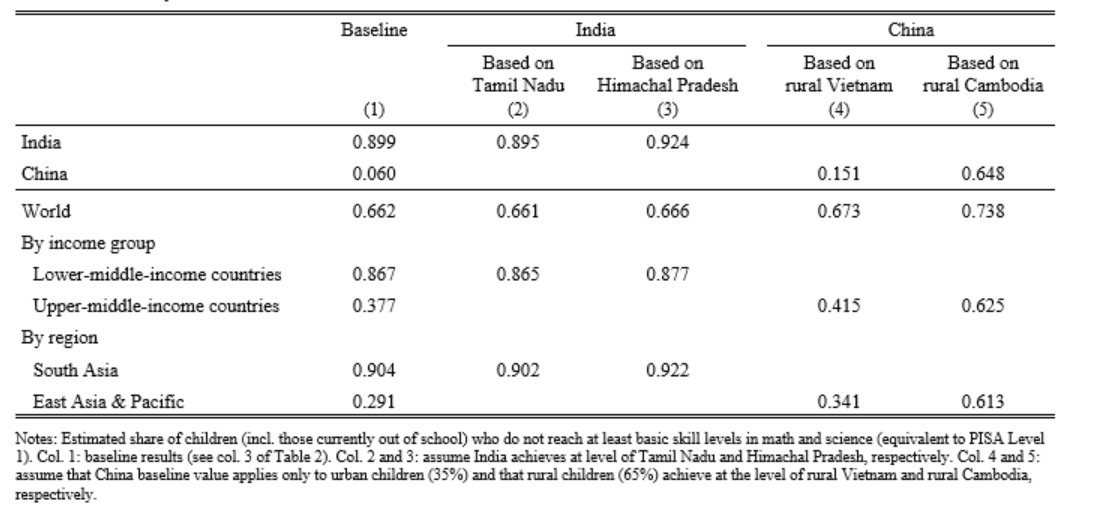 Baseline India China
Based on Based on Based on Based on
Tamil Nadu Himachal Pradesh rural Vietnam rural Cambodia
(1) (2) (3) (4) (5)
India 0.899 0.895 0.924
China 0.060 0.151 0.648
World 0.662 0.661 0.666 0.673 0.738
By income group
Lower-middle-income countries 0.867 0.865 0.877
Upper-middle-income countries 0.377 0.415 0.625
By region
South Asia 0.904 0.902 0.922
East Asia & Pacific 0.291 0.341 0.613
Notes: Estimated share of children (incl. those currently out of school) who do not reach at least basic skill levels in math and science (equivalent to PISA Level
1). Col. 1: baseline results (see col. 3 of Table 2). Col. 2 and 3: assume India achieves at level of Tamil Nadu and Himachal Pradesh, respectively. Col. 4 and 5:
assume that China baseline value applies only to urban children (35%) and that rural children (65%) achieve at the level of rural Vietnam and rural Cambodia,
respectively.